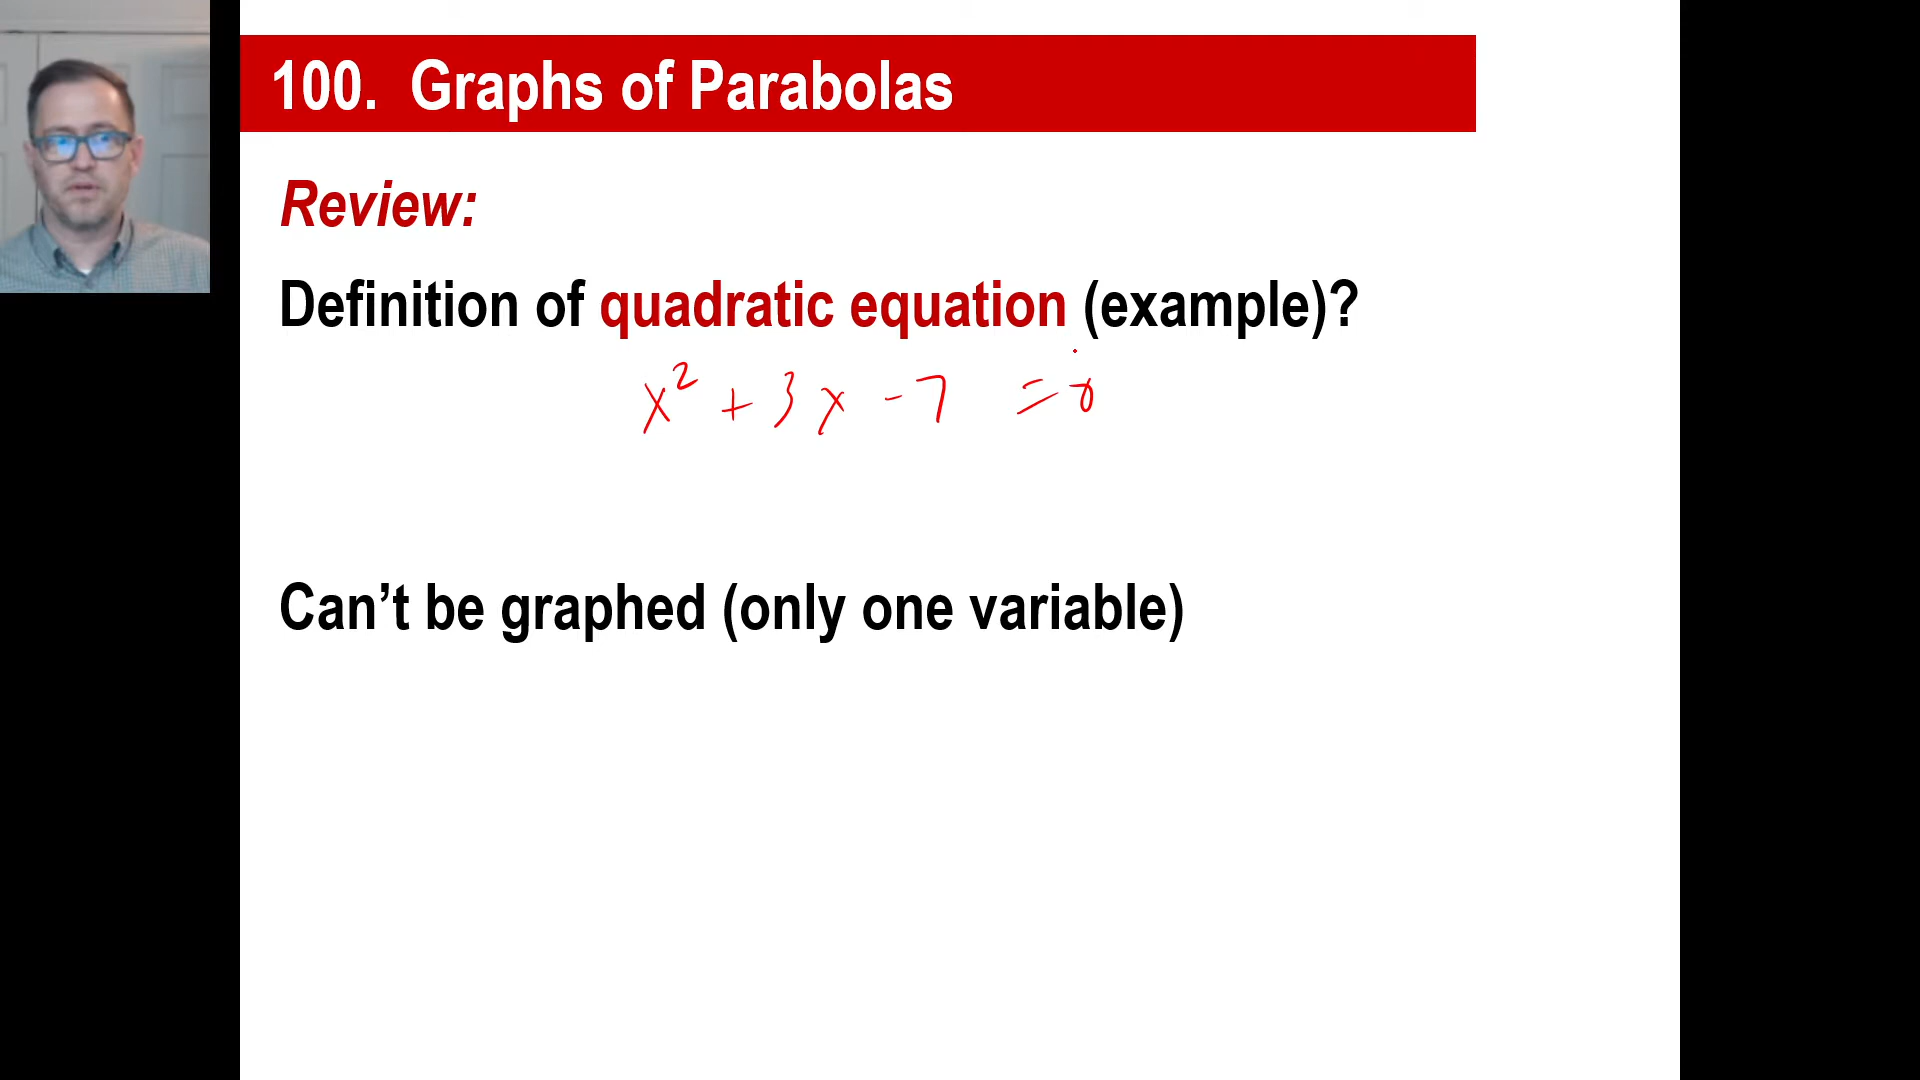 100. Graphs of Parabolas
Review:
Definition of quadratic equation (example)?
x² + 3x - 7 = 0
Can’t be graphed (only one variable)